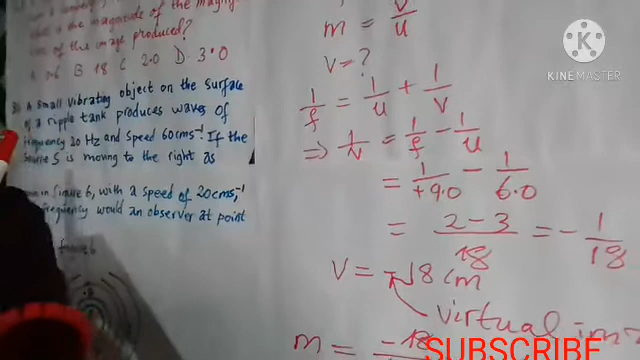 is the magnitude of the magni
of the image produced?
B 18 C 2.0 D. 3.0
A small vibrating object on the surface
of a ripple tank produces waves of
frequency 20 Hz and speed 60cms⁻¹. If the
source S is moving to the right as
in figure 6, with a speed of 20cms⁻¹,
frequency would an observer at point
m = v/u
v = ?
1/f = 1/u + 1/v
⇒ 1/v = 1/f − 1/u
= 1/+9.0 − 1/6.0
= 2−3/18 = −1/18
v = −18cm
virtual
m = −18
KINEMASTER
SUBSCRIBE